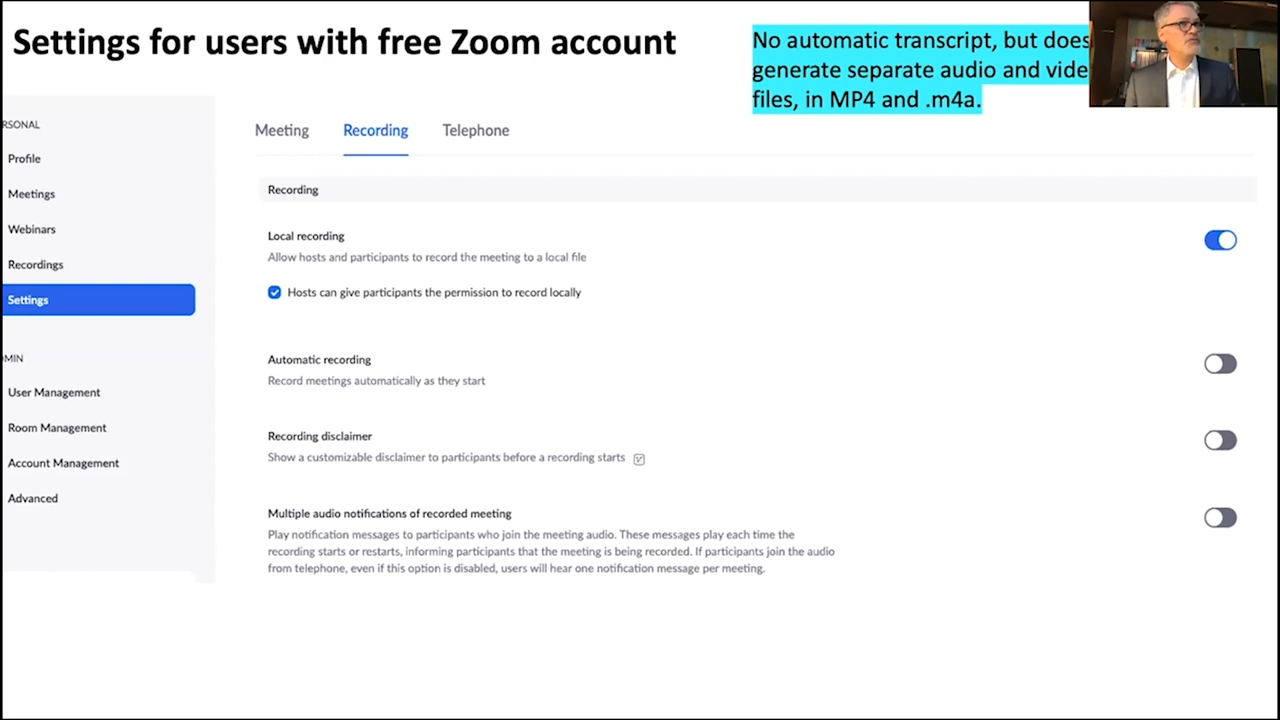 Settings for users with free Zoom account
No automatic transcript, but does
generate separate audio and vide
files, in MP4 and .m4a.
RSONAL
Profile
Meetings
Webinars
Recordings
Settings
MIN
User Management
Room Management
Account Management
Advanced
Meeting Recording Telephone
Recording
Local recording
Allow hosts and participants to record the meeting to a local file
Hosts can give participants the permission to record locally
Automatic recording
Record meetings automatically as they start
Recording disclaimer
Show a customizable disclaimer to participants before a recording starts
Multiple audio notifications of recorded meeting
Play notification messages to participants who join the meeting audio. These messages play each time the
recording starts or restarts, informing participants that the meeting is being recorded. If participants join the audio
from telephone, even if this option is disabled, users will hear one notification message per meeting.